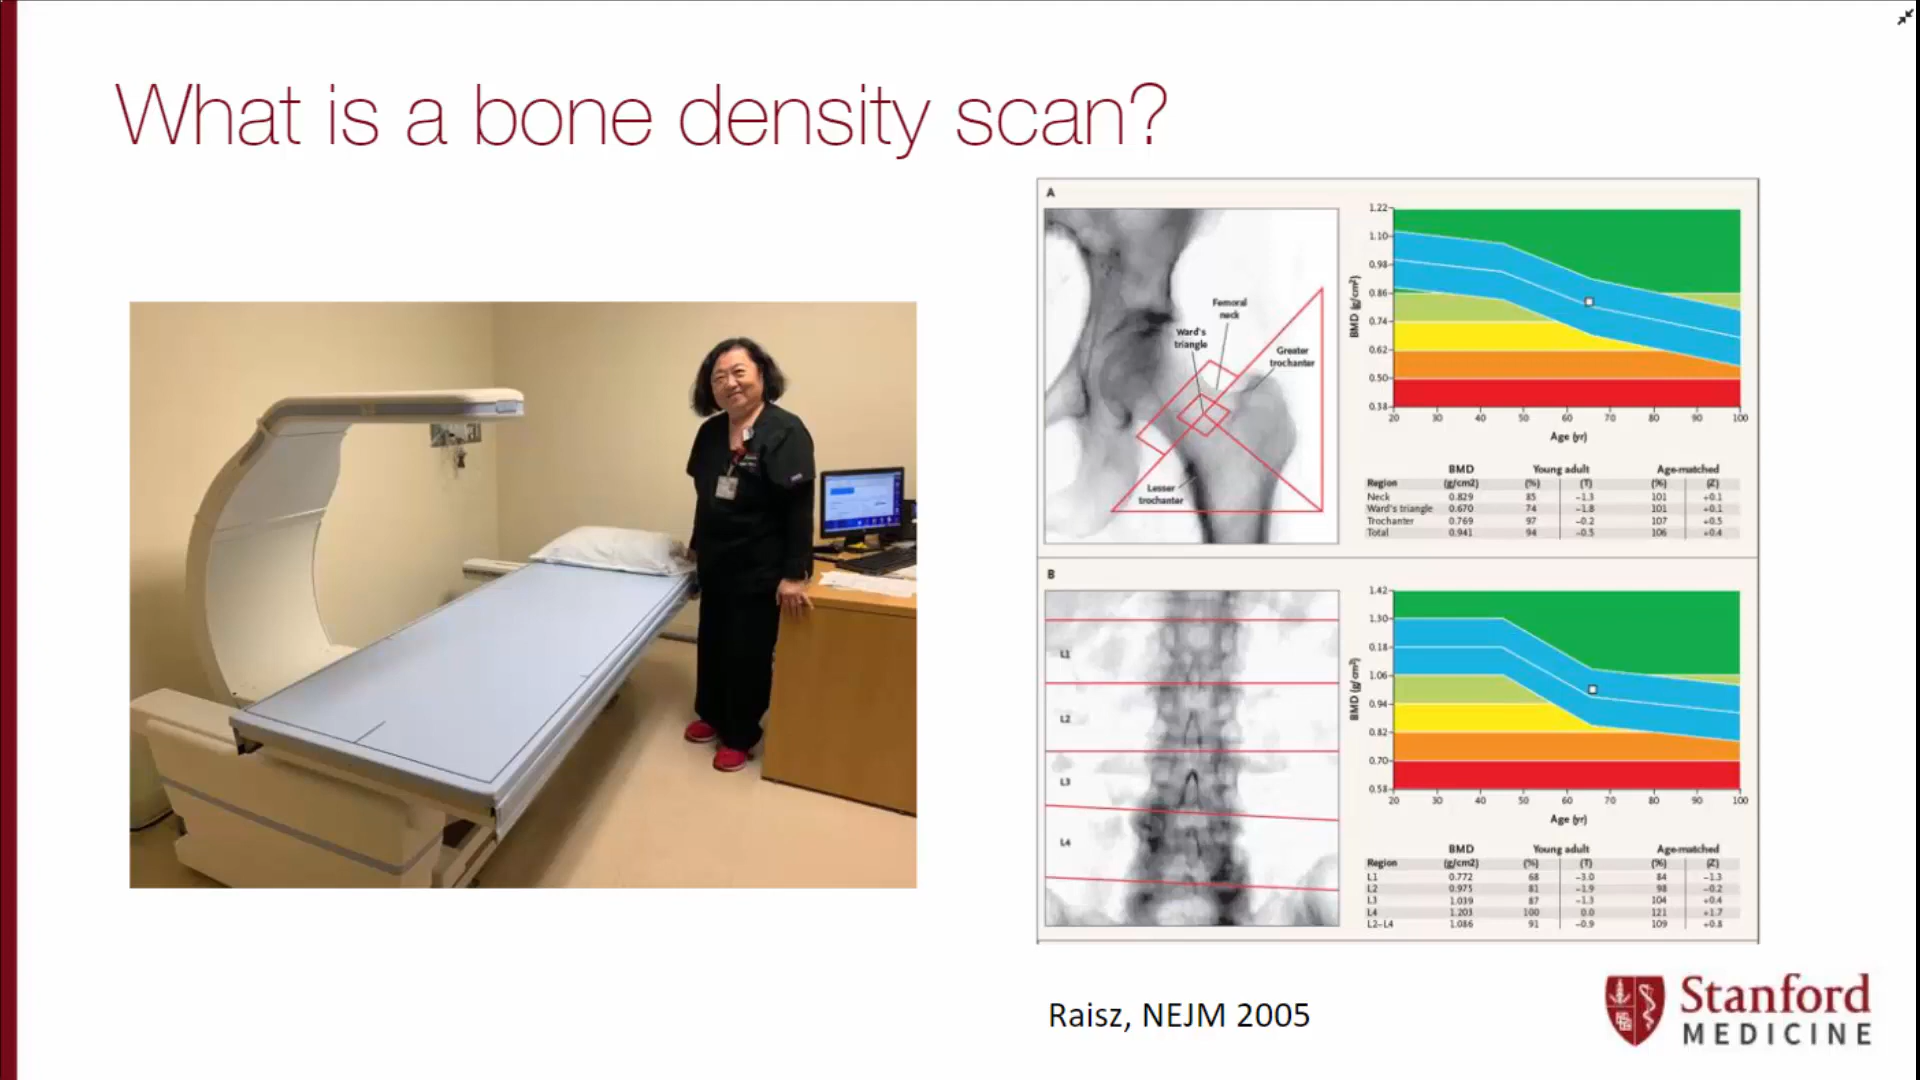 What is a bone density scan?
A
Femoral
neck
Ward's
triangle
Greater
trochanter
Lesser
trochanter
BMD (g/cm²)
1.22
1.10
0.98
0.86
0.74
0.62
0.50
0.38
20 30 40 50 60 70 80 90 100
Age (yr)
BMD Young adult Age-matched
Region (g/cm2) (%) (T) (%) (Z)
Neck 0.829 85 −1.3 101 +0.1
Ward's triangle 0.670 74 −1.8 101 +0.1
Trochanter 0.769 97 −0.2 107 +0.5
Total 0.941 94 −0.5 106 +0.4
B
L1
L2
L3
L4
BMD (g/cm²)
1.42
1.30
0.18
1.06
0.94
0.82
0.70
0.58
20 30 40 50 60 70 80 90 100
Age (yr)
BMD Young adult Age-matched
Region (g/cm2) (%) (T) (%) (Z)
L1 0.772 68 −3.0 84 −1.3
L2 0.975 81 −1.9 98 −0.2
L3 1.039 87 −1.3 104 +0.4
L4 1.203 100 0.0 121 +1.7
L2–L4 1.086 91 −0.9 109 +0.8
Raisz, NEJM 2005
Stanford
MEDICINE